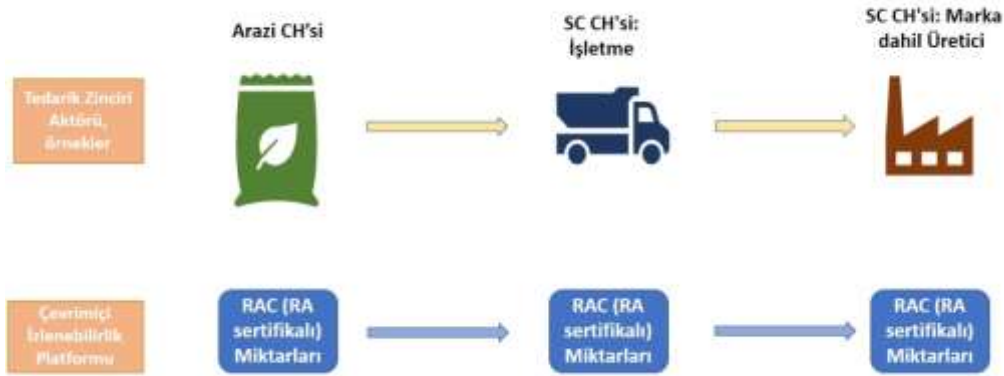 Arazi CH'si
SC CH'si:
İşletme
SC CH'si: Marka
dahil Üretici
Tedarik Zinciri
Aktörü,
örnekler
Çevrimiçi
İzlenebilirlik
Platformu
RAC (RA
sertifikalı)
Miktarları
RAC (RA
sertifikalı)
Miktarları
RAC (RA
sertifikalı)
Miktarları